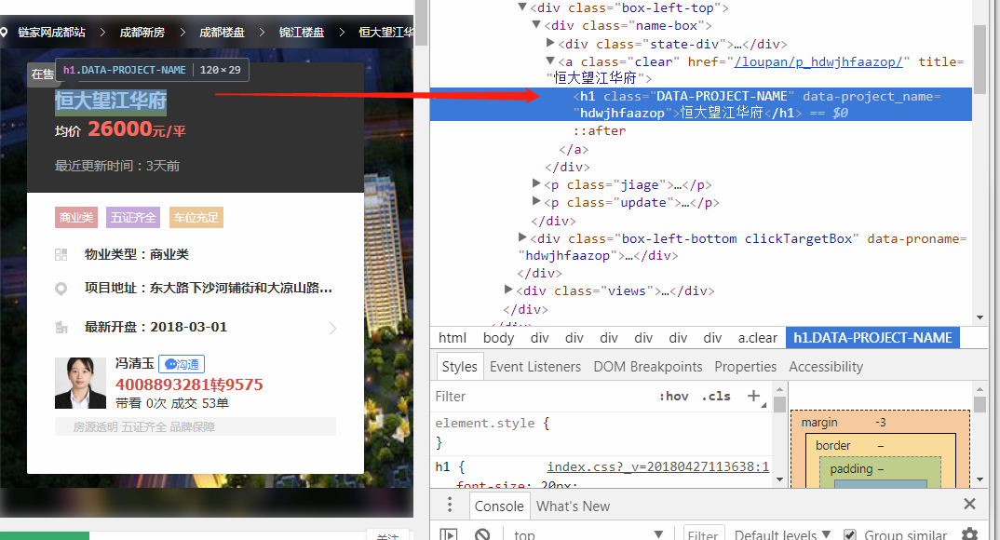 链家网成都站 > 成都新房 > 成都楼盘 > 锦江楼盘 > 恒大望江华
在售
h1.DATA-PROJECT-NAME | 120×29
恒大望江华府
均价 26000元/平
最近更新时间：3天前
商业类 五证齐全 车位充足
物业类型：商业类
项目地址：东大路下沙河铺街和大凉山路...
最新开盘：2018-03-01
冯清玉 沟通
4008893281转9575
带看 0次 成交 53单
房源透明 五证齐全 品牌保障
关注
▼<div class="box-left-top">
▼<div class="name-box">
▶<div class="state-div">…</div>
▼<a class="clear" href="/loupan/p_hdwjhfaazop/" title=
"恒大望江华府">
<h1 class="DATA-PROJECT-NAME" data-project_name=
"hdwjhfaazop">恒大望江华府</h1> == $0
::after
</a>
</div>
▶<p class="jiage">…</p>
▶<p class="update">…</p>
</div>
▶<div class="box-left-bottom clickTargetBox" data-proname=
"hdwjhfaazop">…</div>
</div>
▶<div class="views">…</div>
</div>
</div>
html body div div div div div div a.clear h1.DATA-PROJECT-NAME
Styles Event Listeners DOM Breakpoints Properties Accessibility
Filter :hov .cls +
element.style {
}
h1 { index.css?_v=20180427113638:1
font-size: 20px;
margin -3
border –
padding –
Console What's New
top ▼ Filter Default levels ▼ Group similar